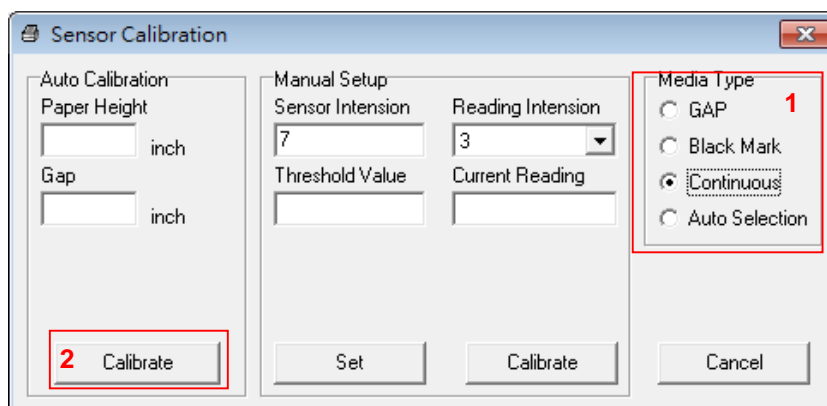 Sensor Calibration
Auto Calibration
Paper Height
inch
Gap
inch
2
Calibrate
Manual Setup
Sensor Intension
Reading Intension
7
3
Threshold Value
Current Reading
Set
Calibrate
Media Type
1
GAP
Black Mark
Continuous
Auto Selection
Cancel